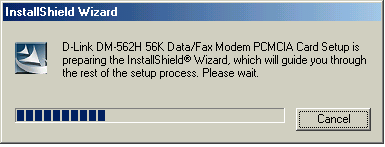 InstallShield Wizard
D-Link DM-562H 56K Data/Fax Modem PCMCIA Card Setup is
preparing the InstallShield® Wizard, which will guide you through
the rest of the setup process. Please wait.
Cancel